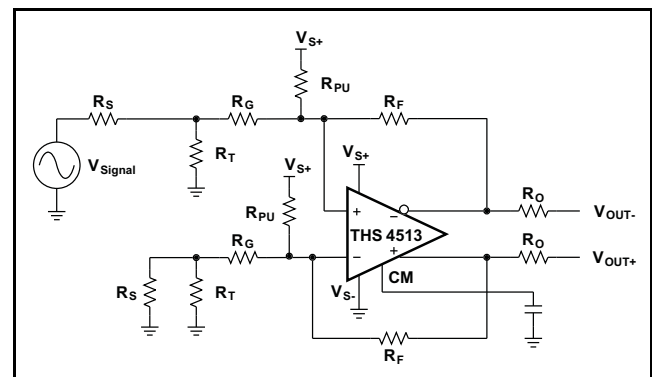 VS+
RPU
RS
RG
RF
VSignal
RT
VS+
VS+
RPU
RO
VOUT-
+
−
THS 4513
RG
−
+
RO
VOUT+
RS
RT
VS-
CM
RF